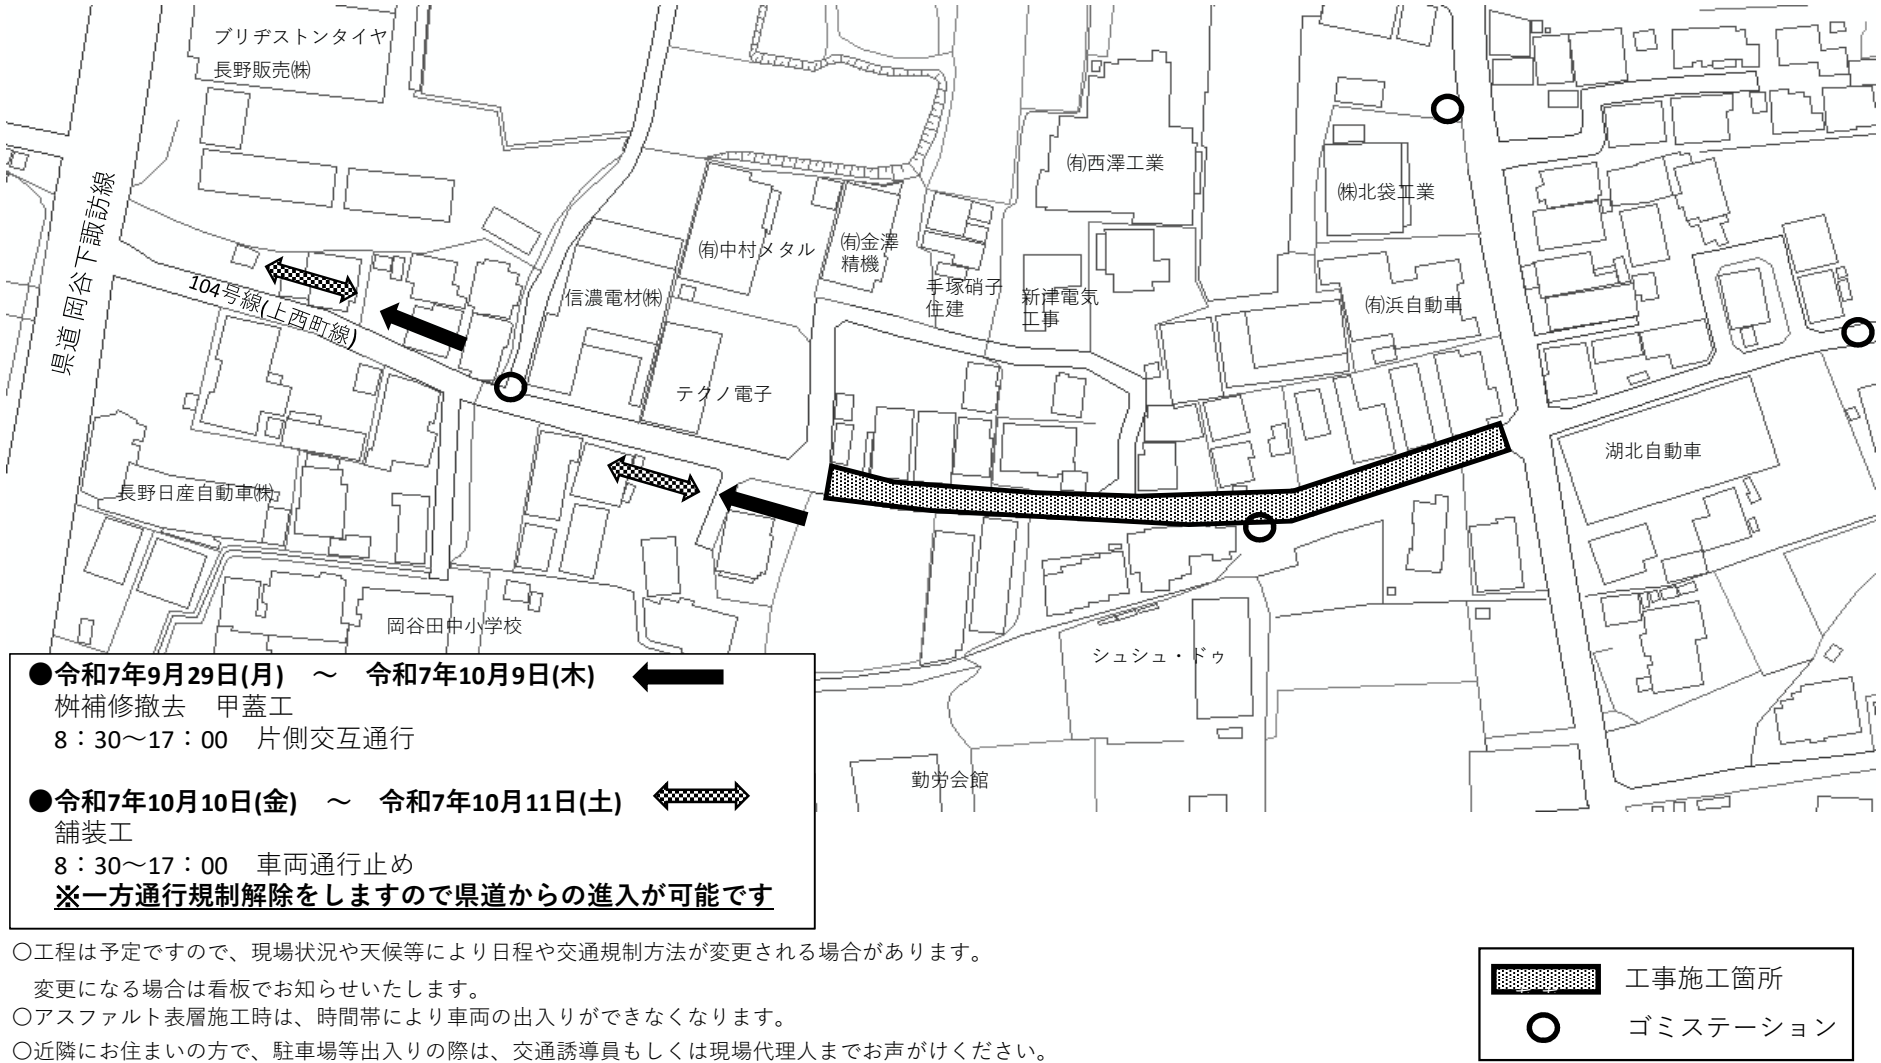 ブリヂストンタイヤ
長野販売㈱
㈲西澤工業
㈱北袋工業
県道 岡谷下諏訪線
㈲中村メタル
㈲金澤
精機
104号線(上西町線)
信濃電材㈱
手塚硝子
住建
新津電気
工事
㈲浜自動車
テクノ電子
湖北自動車
長野日産自動車㈱
岡谷田中小学校
シュシュ・ドゥ
勤労会館
●令和7年9月29日(月) ～ 令和7年10月9日(木)
桝補修撤去 甲蓋工
8：30～17：00 片側交互通行
●令和7年10月10日(金) ～ 令和7年10月11日(土)
舗装工
8：30～17：00 車両通行止め
※一方通行規制解除をしますので県道からの進入が可能です
〇工程は予定ですので、現場状況や天候等により日程や交通規制方法が変更される場合があります。
変更になる場合は看板でお知らせいたします。
〇アスファルト表層施工時は、時間帯により車両の出入りができなくなります。
〇近隣にお住まいの方で、駐車場等出入りの際は、交通誘導員もしくは現場代理人までお声がけください。
工事施工箇所
ゴミステーション